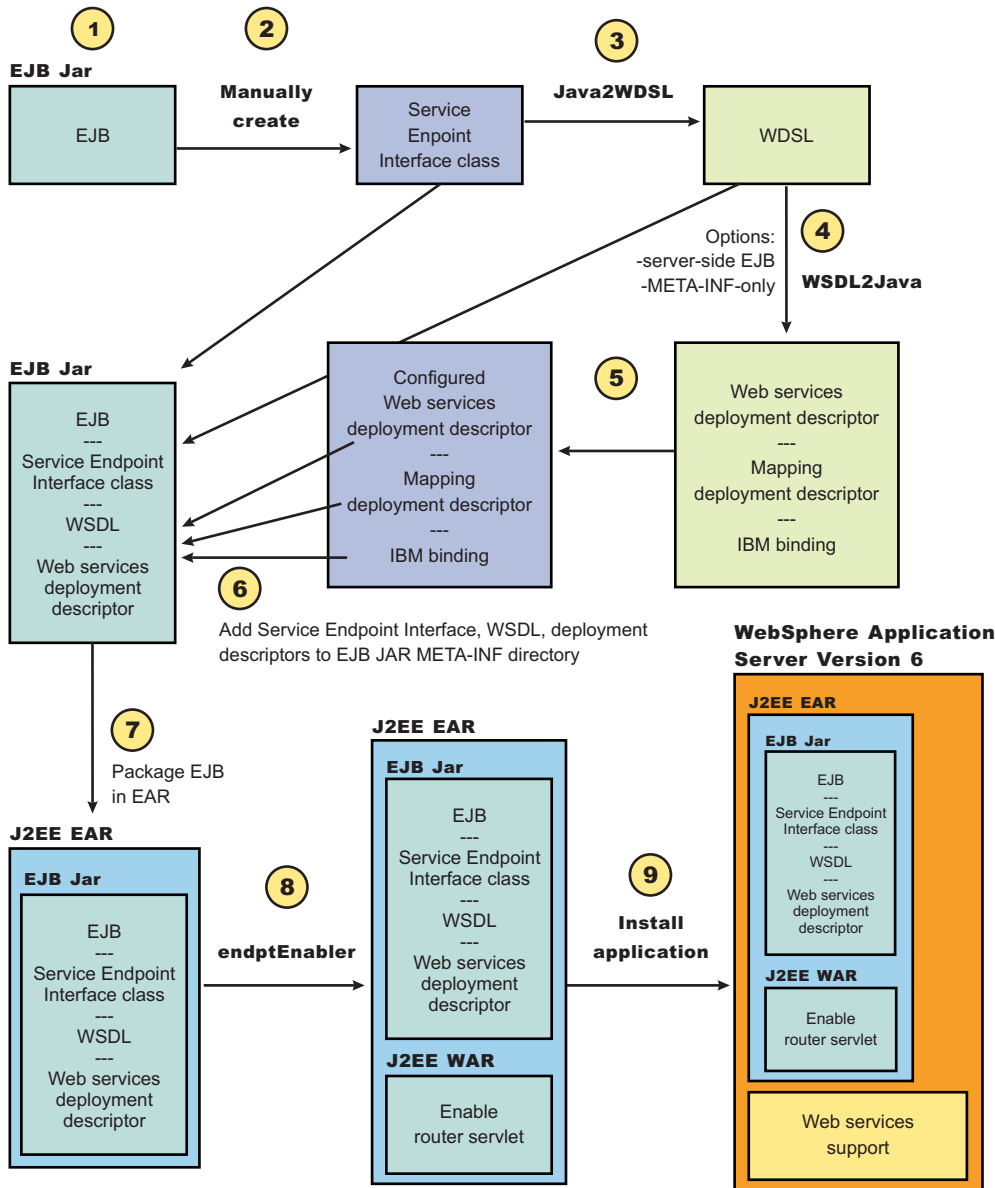 1
2
3
EJB Jar
EJB
Manually
create
Service
Enpoint
Interface class
Java2WDSL
WDSL
4
Options:
-server-side EJB
-META-INF-only
WSDL2Java
EJB Jar
EJB
---
Service Endpoint
Interface class
---
WSDL
---
Web services
deployment
descriptor
Configured
Web services
deployment descriptor
---
Mapping
deployment descriptor
---
IBM binding
5
Web services
deployment descriptor
---
Mapping
deployment descriptor
---
IBM binding
6
Add Service Endpoint Interface, WSDL, deployment
descriptors to EJB JAR META-INF directory
7
Package EJB
in EAR
J2EE EAR
EJB Jar
EJB
---
Service Endpoint
Interface class
---
WSDL
---
Web services
deployment
descriptor
8
endptEnabler
J2EE EAR
EJB Jar
EJB
---
Service Endpoint
Interface class
---
WSDL
---
Web services
deployment
descriptor
J2EE WAR
Enable
router servlet
9
Install
application
WebSphere Application
Server Version 6
J2EE EAR
EJB Jar
EJB
---
Service Endpoint
Interface class
---
WSDL
---
Web services
deployment
descriptor
J2EE WAR
Enable
router servlet
Web services
support